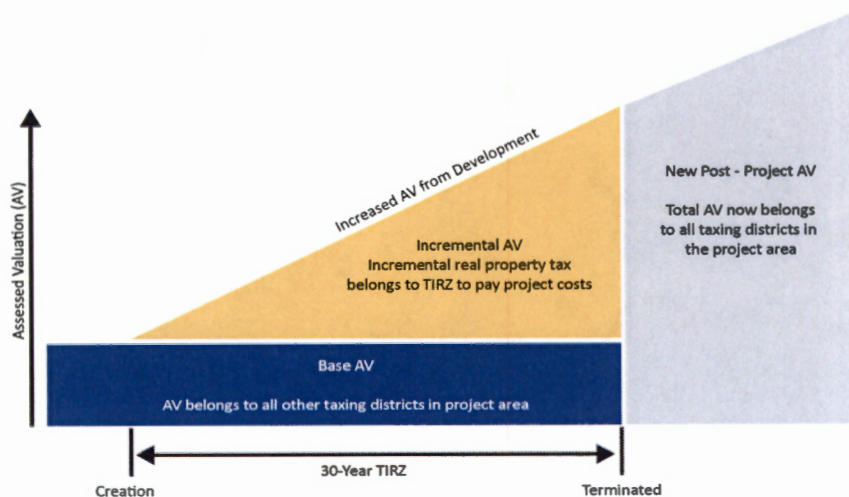 Assessed Valuation (AV)
Increased AV from Development
Incremental AV
Incremental real property tax
belongs to TIRZ to pay project costs
New Post - Project AV
Total AV now belongs
to all taxing districts in
the project area
Base AV
AV belongs to all other taxing districts in project area
30-Year TIRZ
Creation
Terminated